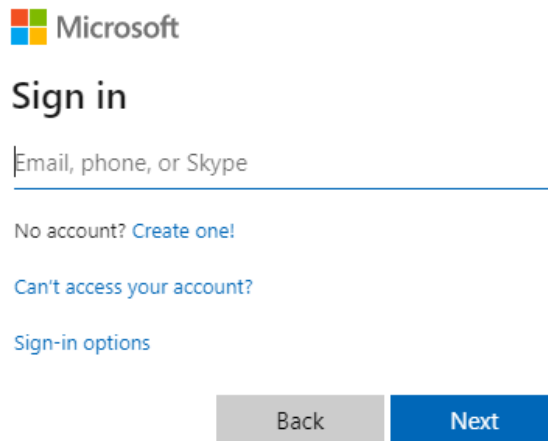 Microsoft
Sign in
Email, phone, or Skype
No account? Create one!
Can't access your account?
Sign-in options
Back Next